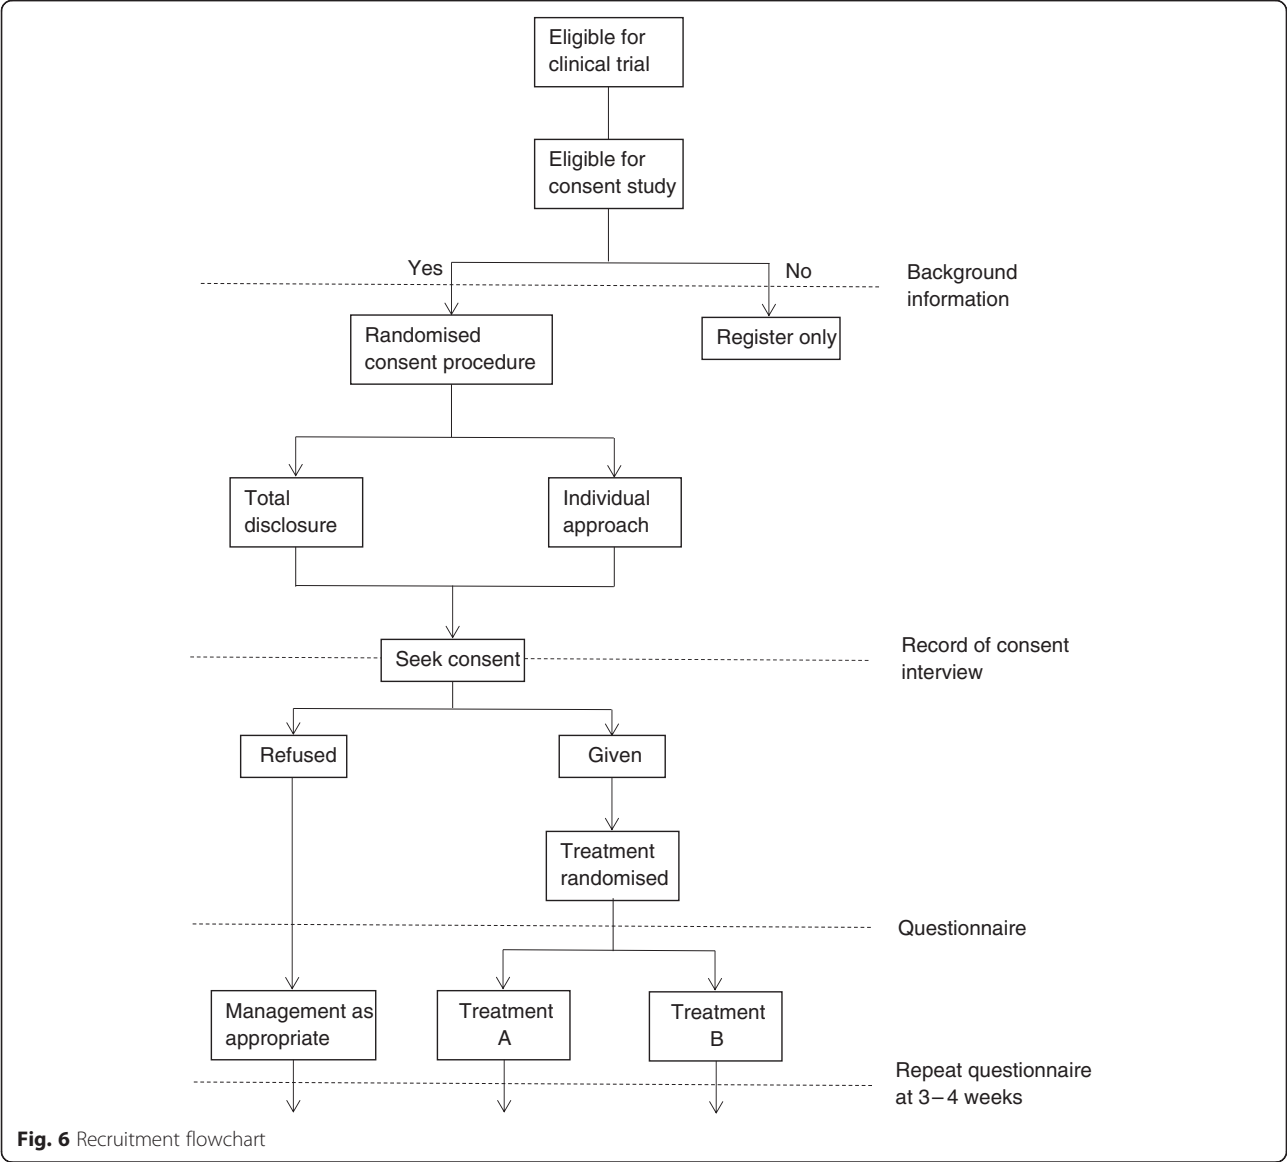 Eligible for
clinical trial
Eligible for
consent study
Yes
No
Background
information
Randomised
consent procedure
Register only
Total
disclosure
Individual
approach
Seek consent
Record of consent
interview
Refused
Given
Treatment
randomised
Questionnaire
Management as
appropriate
Treatment
A
Treatment
B
Repeat questionnaire
at 3–4 weeks
Fig. 6 Recruitment flowchart